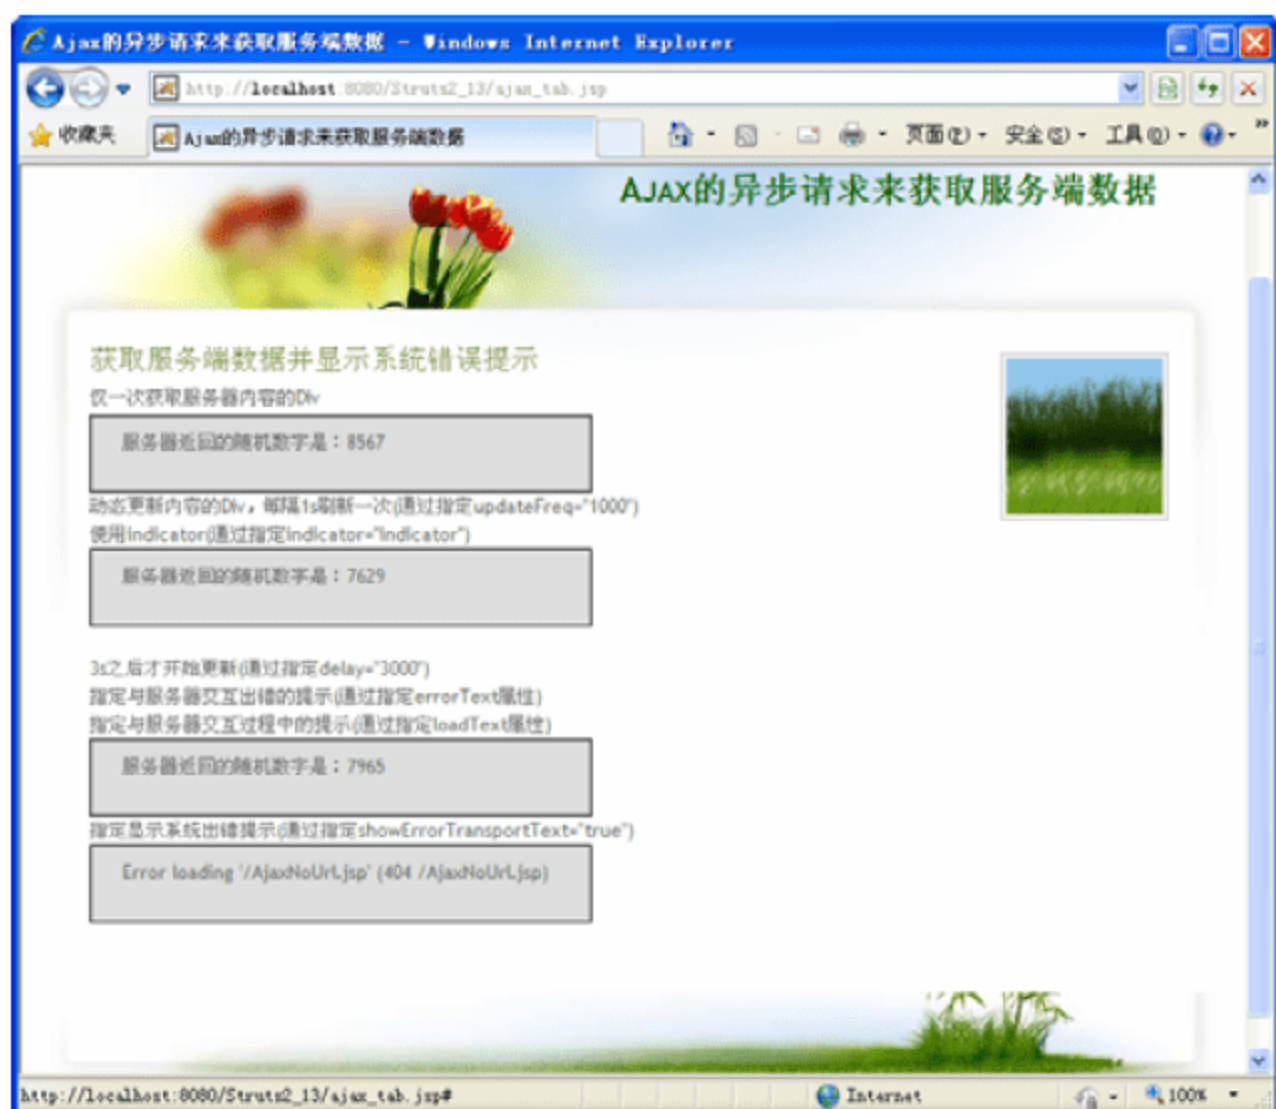 Ajax的异步请求来获取服务端数据 - Windows Internet Explorer
http://localhost:8080/Struts2_13/ajax_tab.jsp
收藏夹
Ajax的异步请求来获取服务端数据
页面(P)
安全(S)
工具(O)
AJAX的异步请求来获取服务端数据
获取服务端数据并显示系统错误提示
仅一次获取服务器内容的Div
服务器返回的随机数字是：8567
动态更新内容的Div，每隔1s刷新一次(通过指定updateFreq="1000")
使用indicator(通过指定indicator="indicator")
服务器返回的随机数字是：7629
3s之后才开始更新(通过指定delay="3000")
指定与服务器交互出错的提示(通过指定errorText属性)
指定与服务器交互过程中的提示(通过指定loadText属性)
服务器返回的随机数字是：7965
指定显示系统出错提示(通过指定showErrorTransportText="true")
Error loading '/AjaxNoUrl.jsp' (404 /AjaxNoUrl.jsp)
http://localhost:8080/Struts2_13/ajax_tab.jsp#
Internet
100%